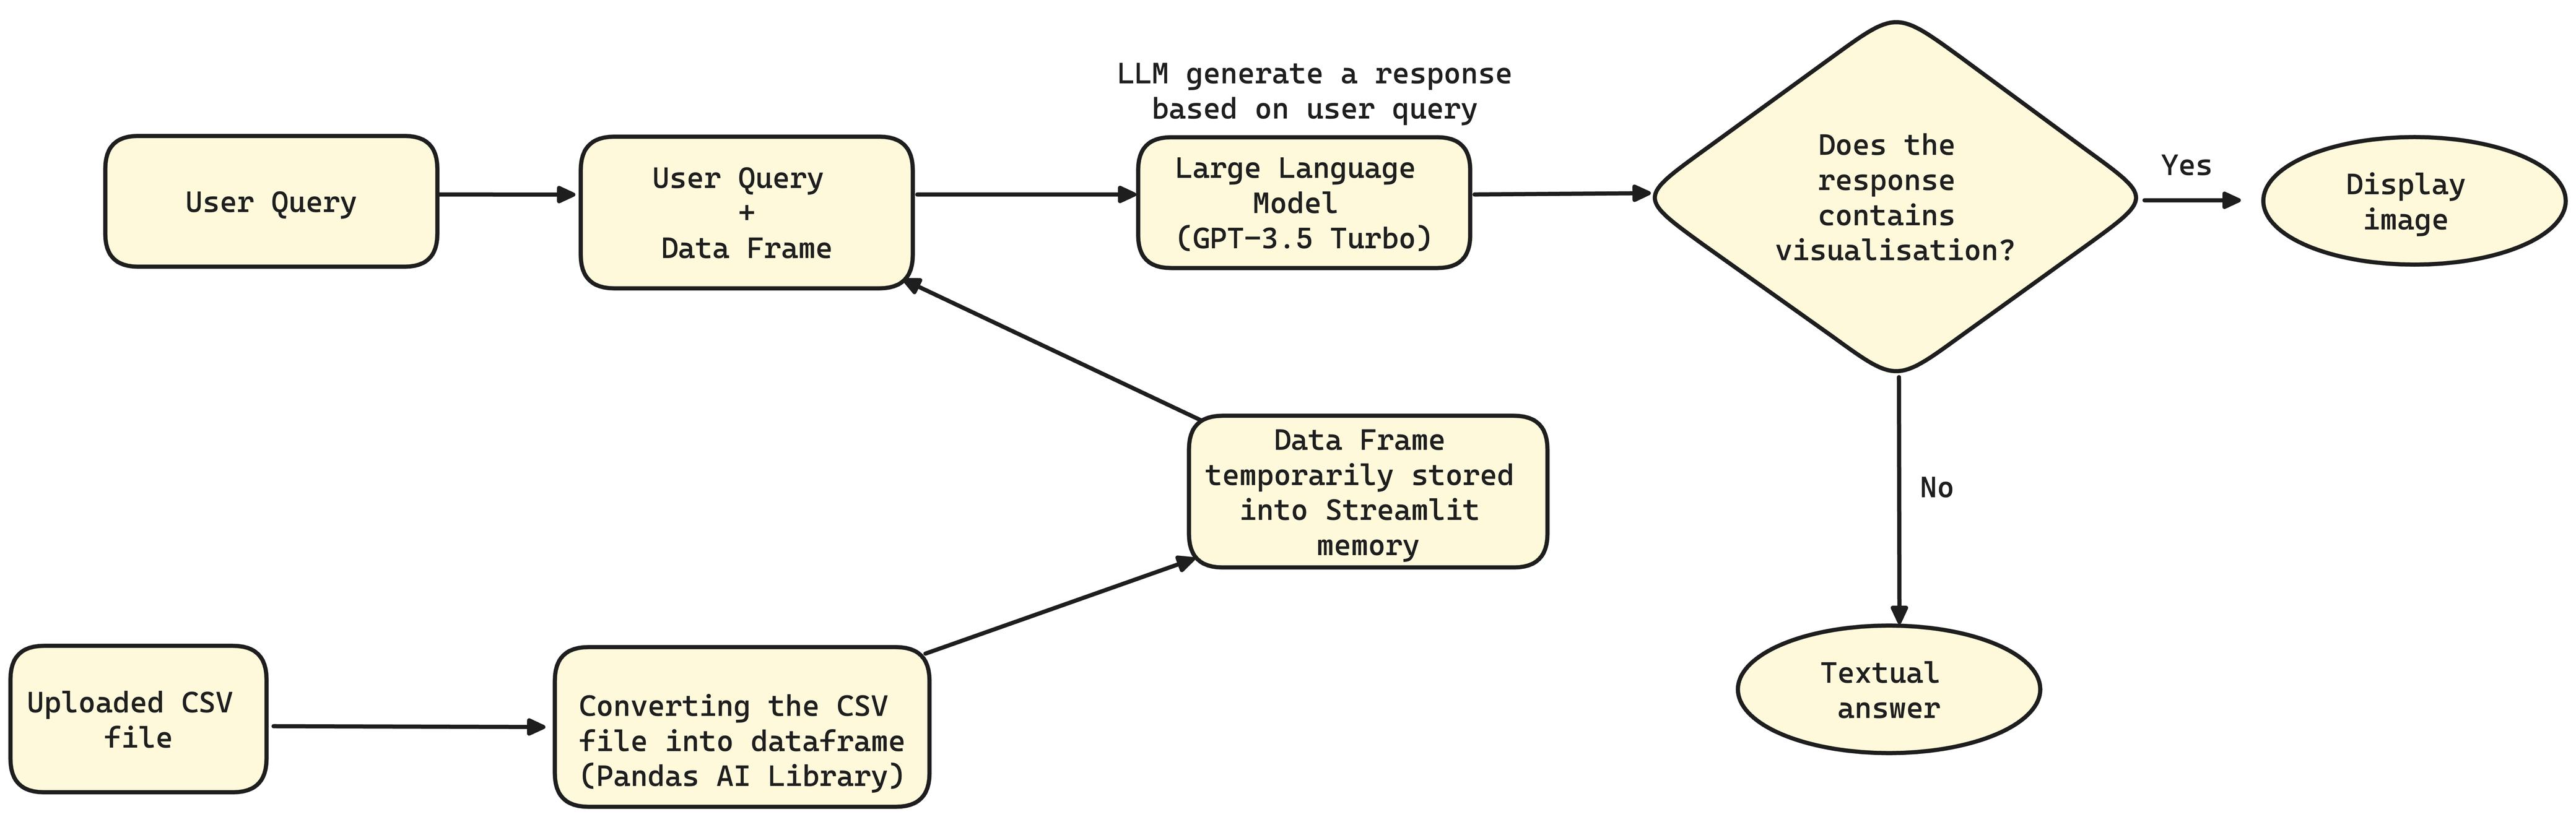 LLM generate a response
based on user query
User Query
User Query
+
Data Frame
Large Language
Model
(GPT-3.5 Turbo)
Does the
response
contains
visualisation?
Yes
Display
image
Data Frame
temporarily stored
into Streamlit
memory
No
Uploaded CSV
file
Converting the CSV
file into dataframe
(Pandas AI Library)
Textual
answer